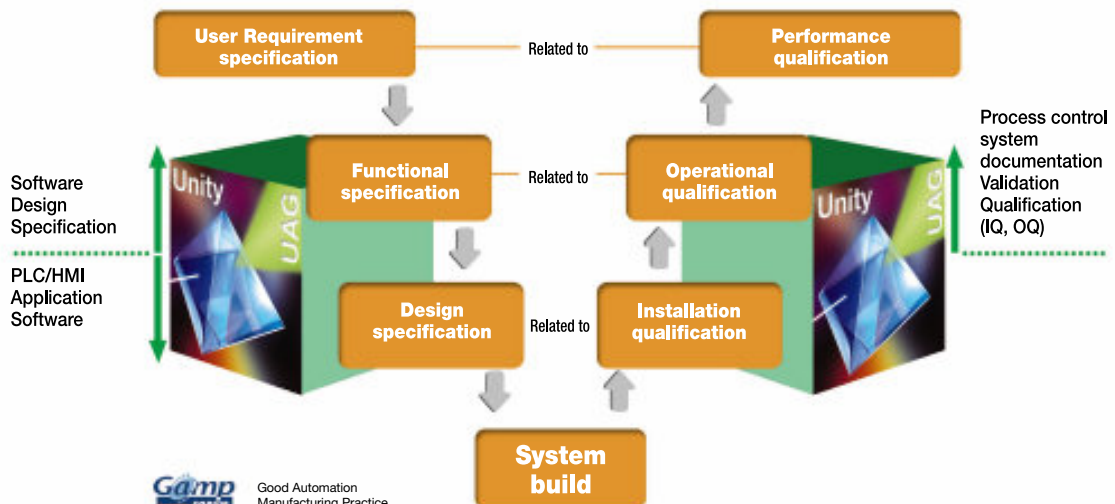 User Requirement
specification
Related to
Performance
qualification
Software
Design
Specification
PLC/HMI
Application
Software
Unity
UAG
Functional
specification
Related to
Operational
qualification
Unity
UAG
Process control
system
documentation
Validation
Qualification
(IQ, OQ)
Design
specification
Related to
Installation
qualification
System
build
Gamp
Good Automation
Manufacturing Practice